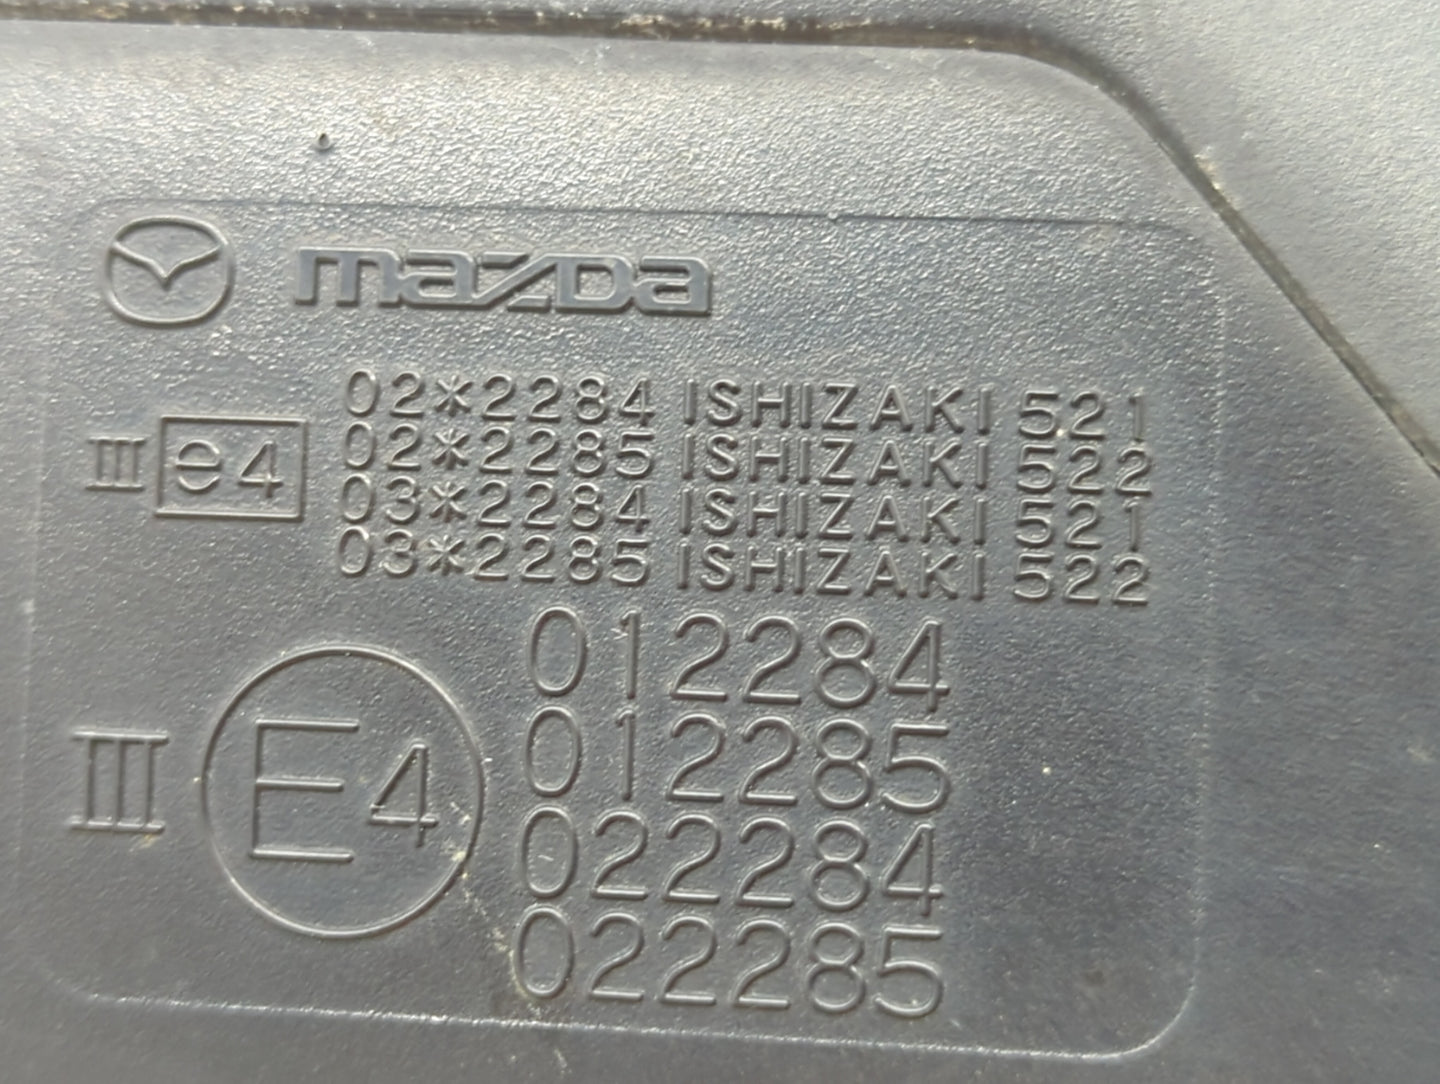 mazda
02*2284 ISHIZAKI 521
02*2285 ISHIZAKI 522
III e4
03*2284 ISHIZAKI 521
03*2285 ISHIZAKI 522
012284
012285
III E4
022284
022285